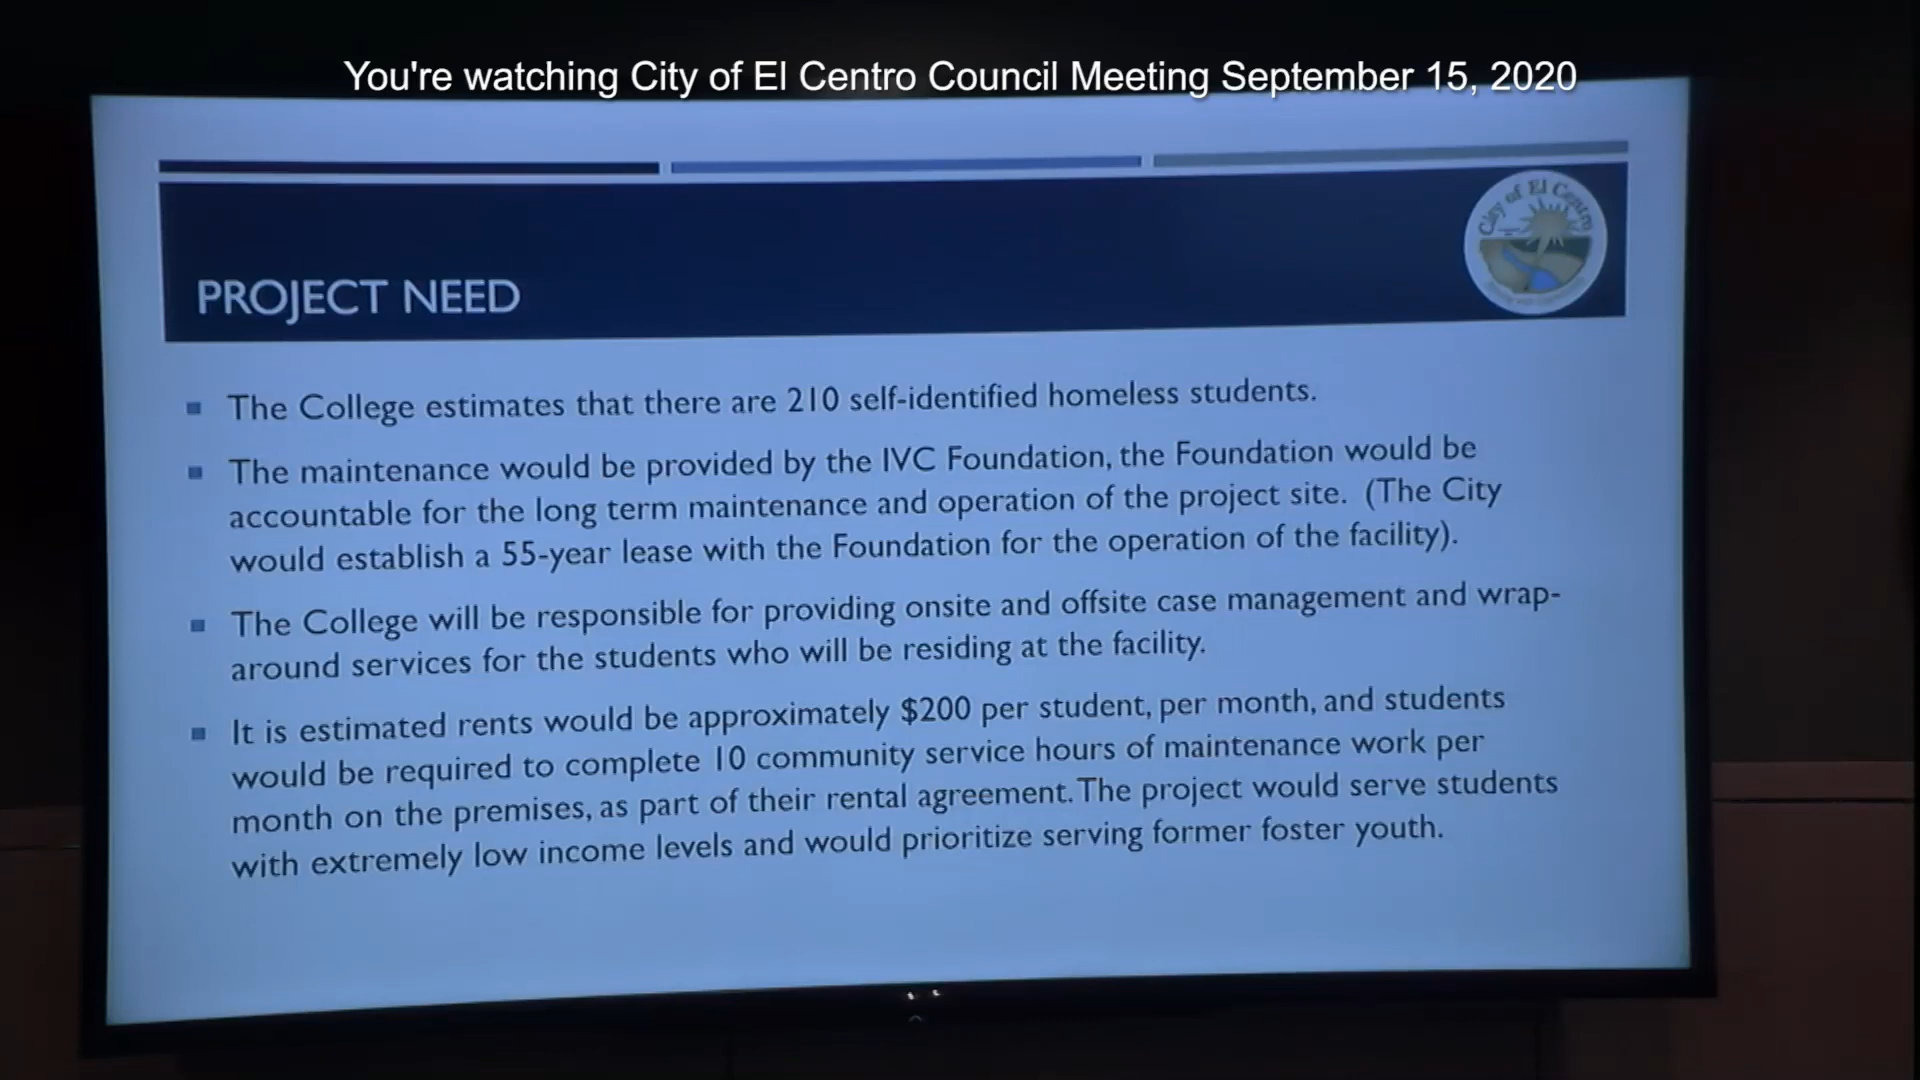 You're watching City of El Centro Council Meeting September 15, 2020
City of El Centro
PROJECT NEED
▪ The College estimates that there are 210 self-identified homeless students.
▪ The maintenance would be provided by the IVC Foundation, the Foundation would be
accountable for the long term maintenance and operation of the project site. (The City
would establish a 55-year lease with the Foundation for the operation of the facility).
▪ The College will be responsible for providing onsite and offsite case management and wrap-
around services for the students who will be residing at the facility.
▪ It is estimated rents would be approximately $200 per student, per month, and students
would be required to complete 10 community service hours of maintenance work per
month on the premises, as part of their rental agreement. The project would serve students
with extremely low income levels and would prioritize serving former foster youth.